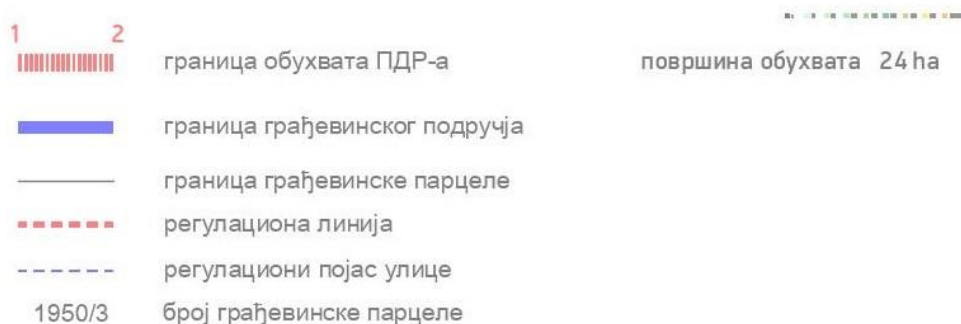 1 2
граница обухвата ПДР-а површина обухвата 24 ha
граница грађевинског подручја
граница грађевинске парцеле
регулациона линија
регулациони појас улице
1950/3 број грађевинске парцеле